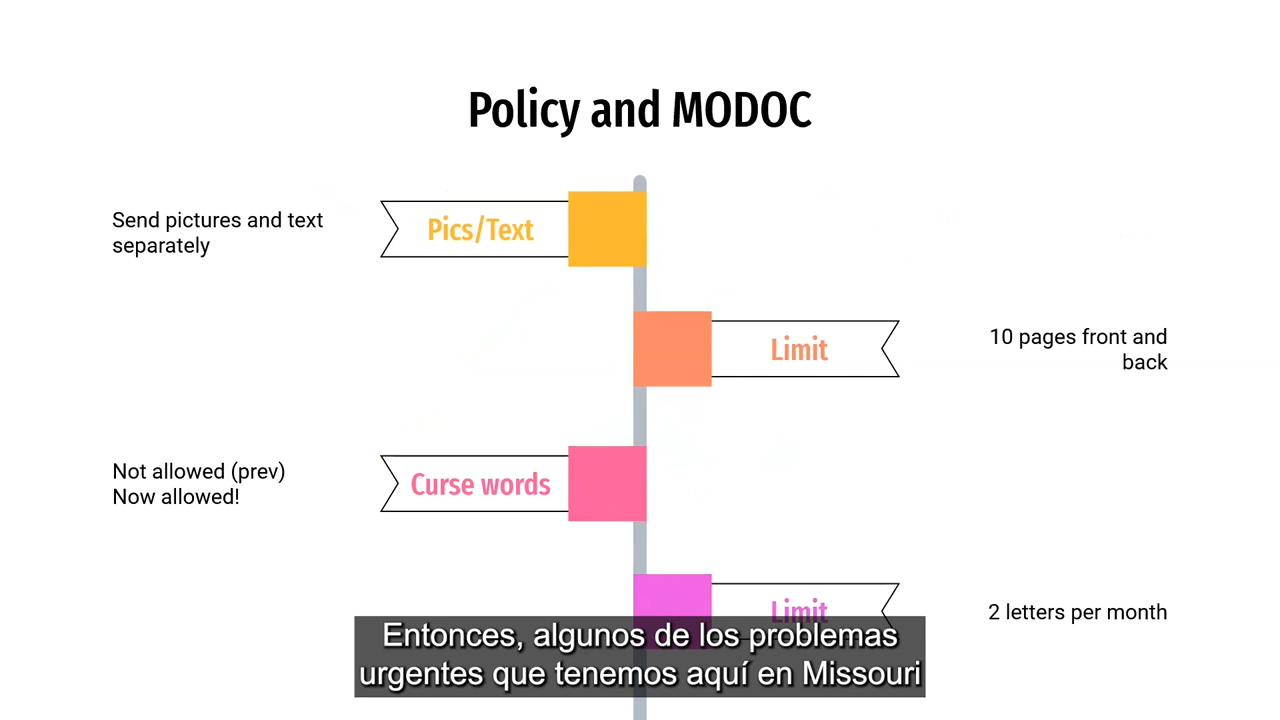 Policy and MODOC
Send pictures and text
separately
Pics/Text
Limit
10 pages front and
back
Not allowed (prev)
Now allowed!
Curse words
Limit
2 letters per month
Entonces, algunos de los problemas
urgentes que tenemos aquí en Missouri